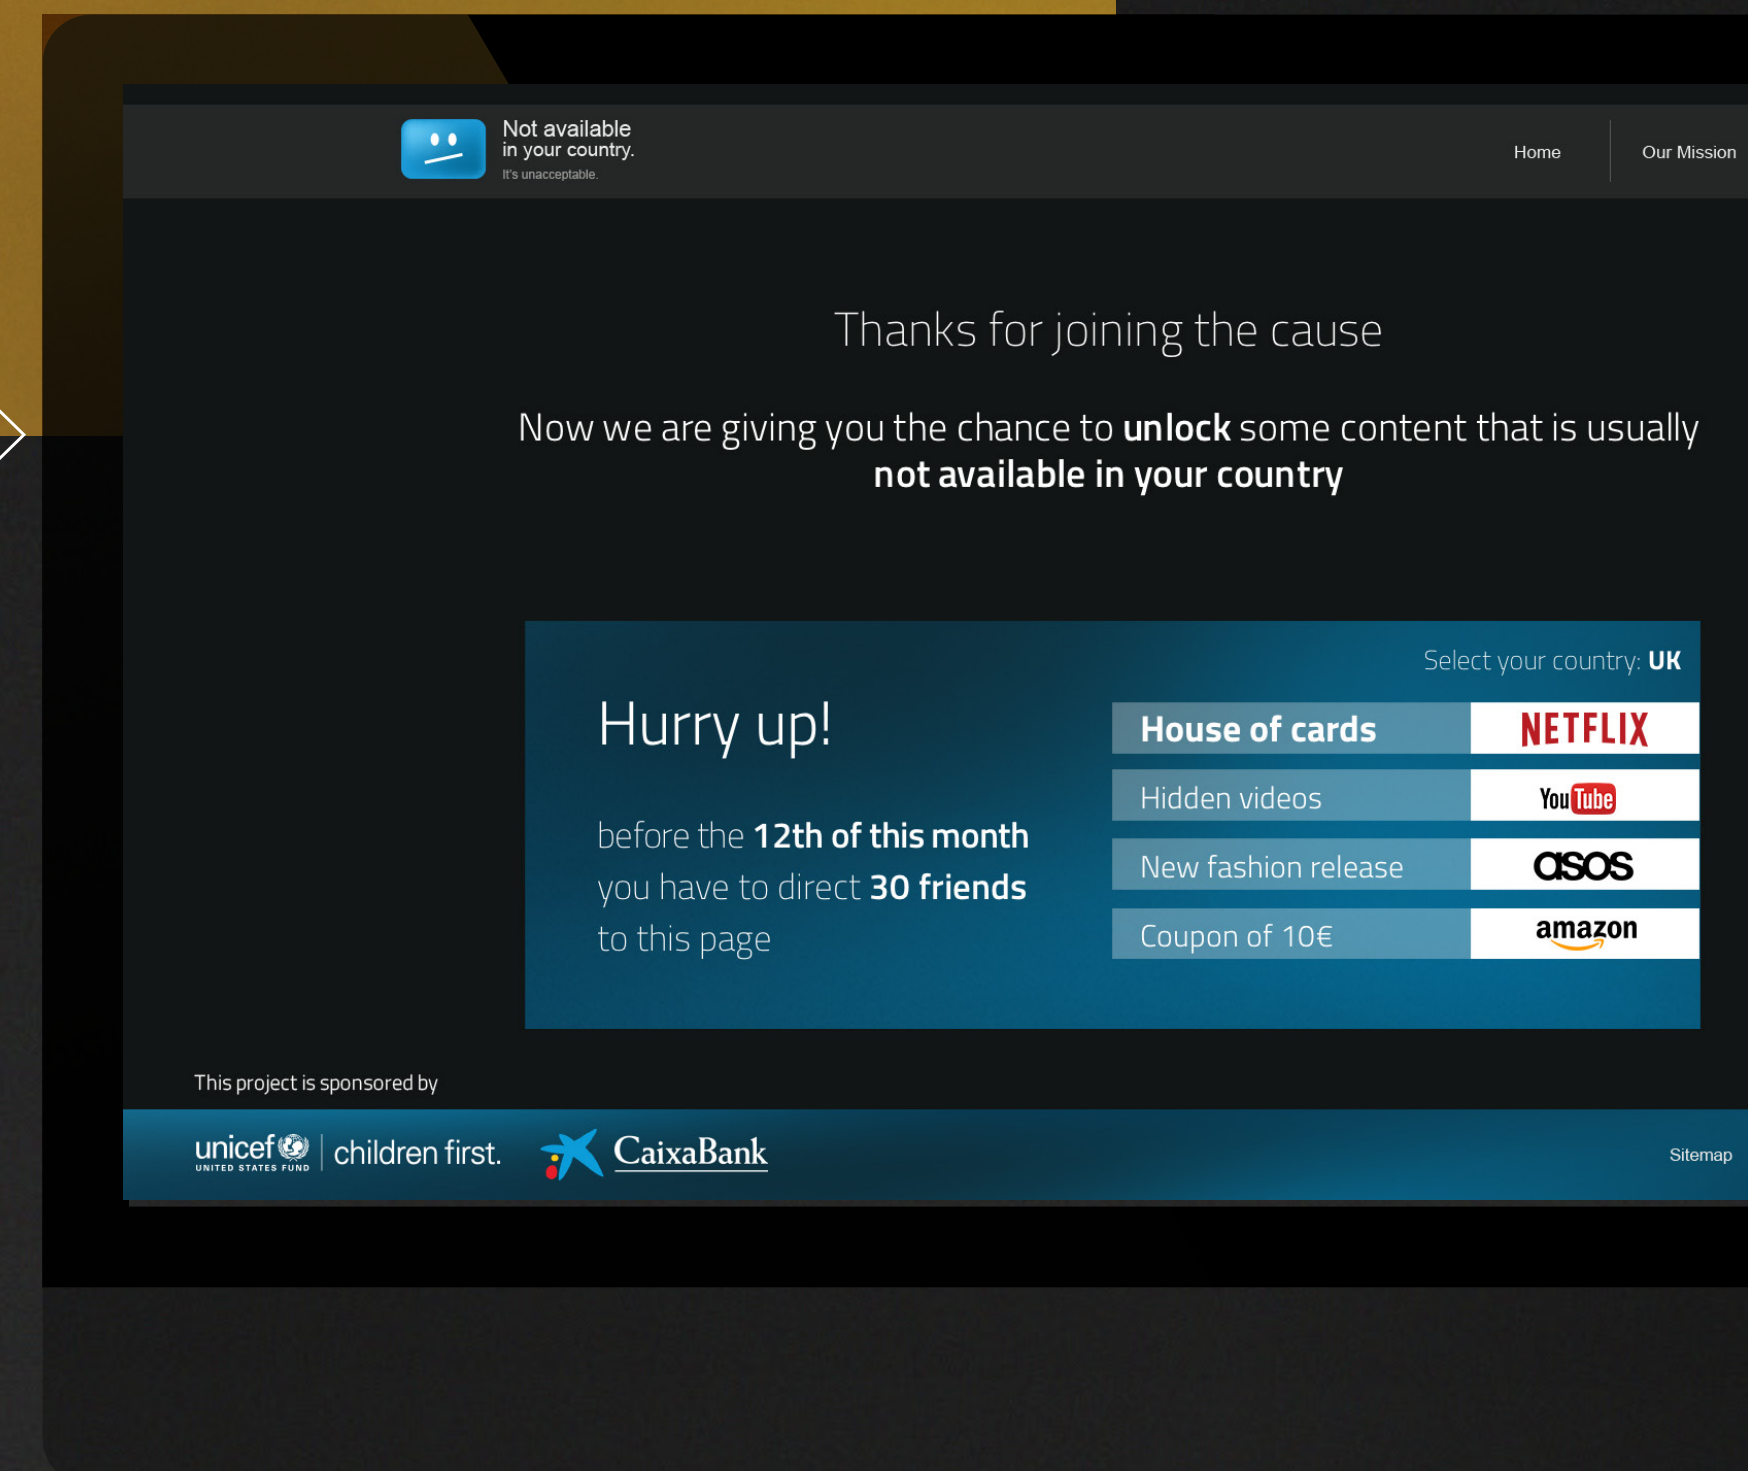 Not available
in your country.
It's unacceptable.
Home
Our Mission
Thanks for joining the cause
Now we are giving you the chance to unlock some content that is usually
not available in your country
Select your country: UK
Hurry up!
before the 12th of this month
you have to direct 30 friends
to this page
House of cards
NETFLIX
Hidden videos
YouTube
New fashion release
asos
Coupon of 10€
amazon
This project is sponsored by
unicef
UNITED STATES FUND
children first.
CaixaBank
Sitemap